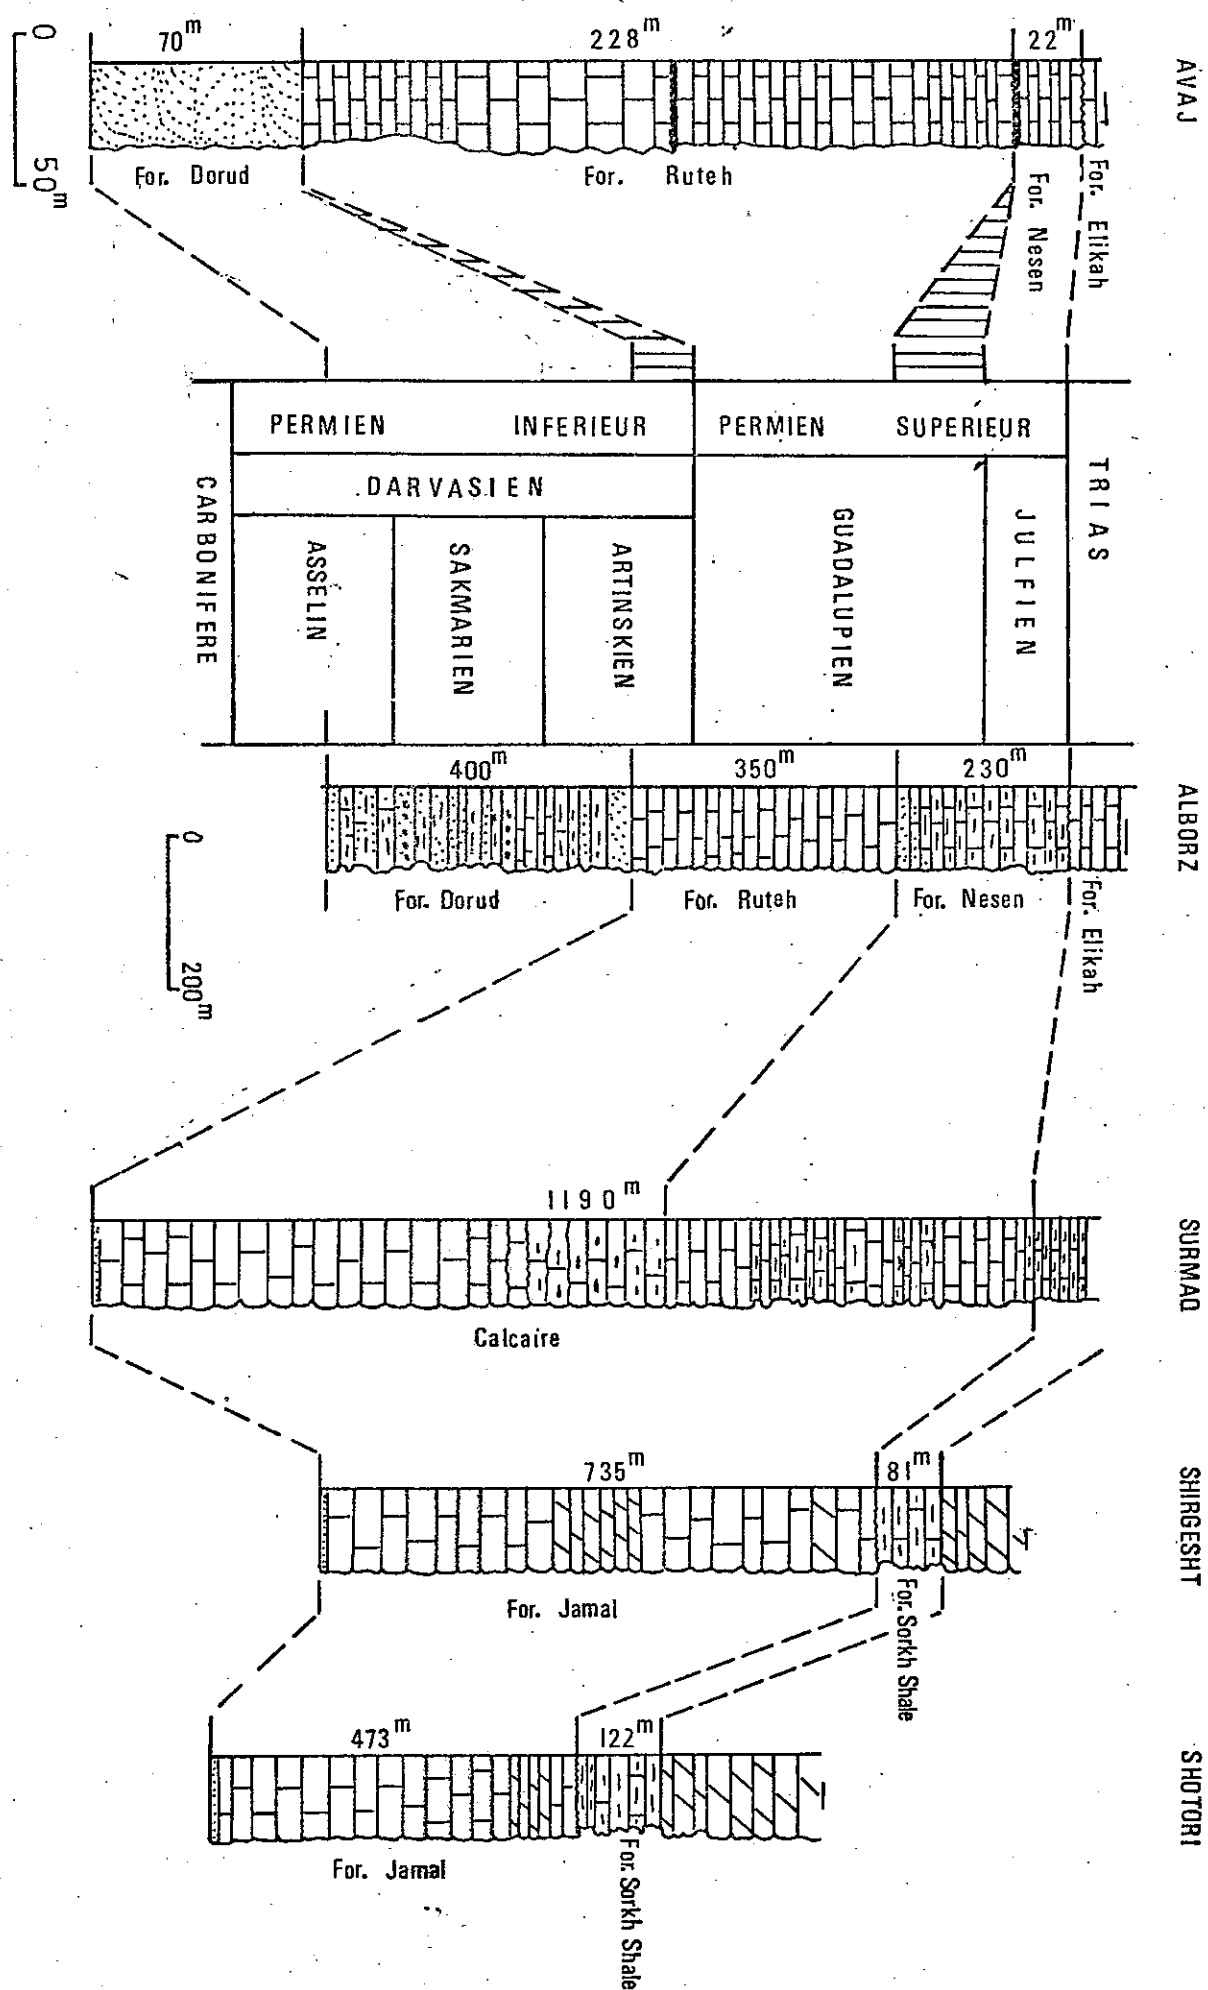 AVAJ
70m
228m
22m
0
50m
For. Dorud
For. Ruteh
For. Nesen
For. Elikah
PERMIEN INFERIEUR
PERMIEN SUPERIEUR
DARVASIEN
CARBONIFERE
ASSELIN
SAKMARIEN
ARTINSKIEN
GUADALUPIEN
JULFIEN
TRIAS
ALBORZ
400m
350m
230m
0
200m
For. Dorud
For. Ruteh
For. Nesen
For. Elikah
SURMAQ
1190m
Calcaire
SHIRGESHT
735m
81m
For. Jamal
For. Sorkh Shale
SHOTORI
473m
122m
For. Jamal
For. Sorkh Shale